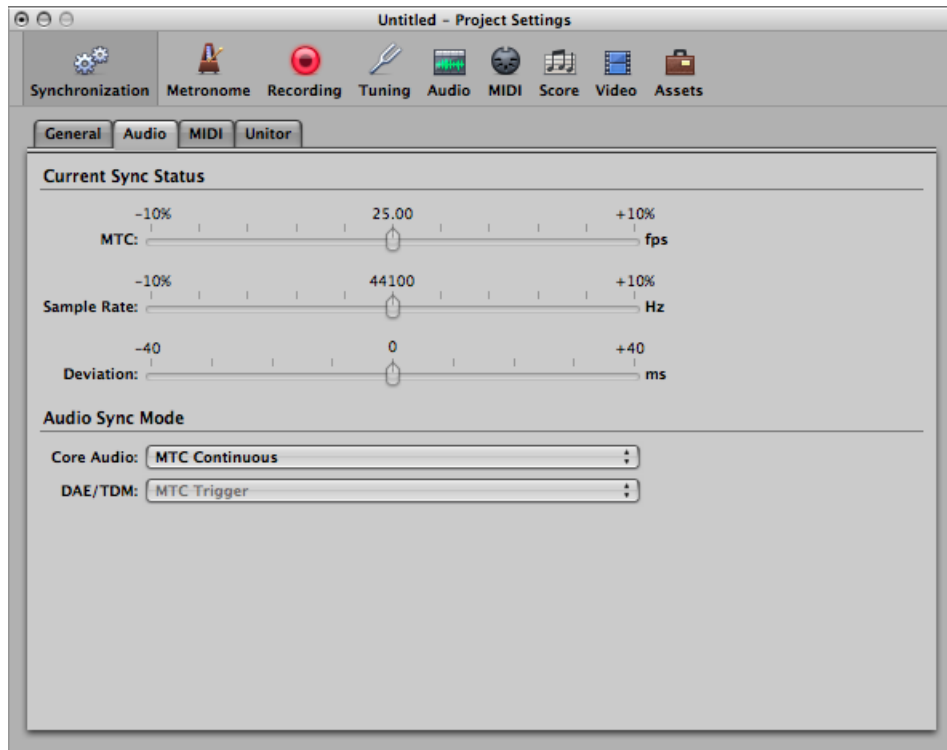 Untitled – Project Settings
Synchronization Metronome Recording Tuning Audio MIDI Score Video Assets
General Audio MIDI Unitor
Current Sync Status
-10% 25.00 +10%
MTC: fps
-10% 44100 +10%
Sample Rate: Hz
-40 0 +40
Deviation: ms
Audio Sync Mode
Core Audio: MTC Continuous
DAE/TDM: MTC Trigger